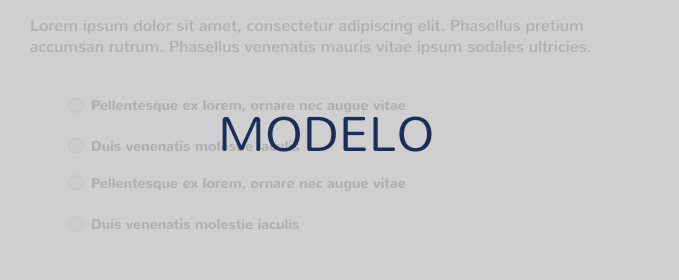 Lorem ipsum dolor sit amet, consectetur adipiscing elit. Phasellus pretium
accumsan rutrum. Phasellus venenatis mauris vitae ipsum sodales ultricies.
Pellentesque ex lorem, ornare nec augue vitae
MODELO
Duis venenatis molestie iaculis
Pellentesque ex lorem, ornare nec augue vitae
Duis venenatis molestie iaculis